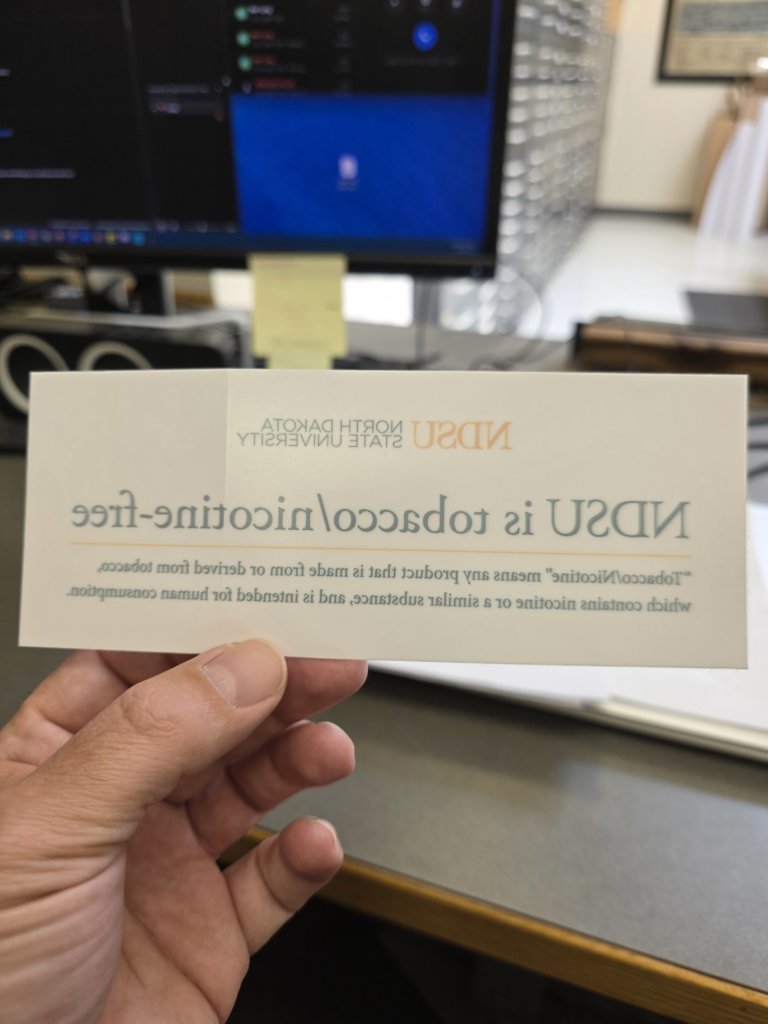 NDSU NORTH DAKOTA
STATE UNIVERSITY
NDSU is tobacco/nicotine-free
“Tobacco/Nicotine” means any product that is made from or derived from tobacco,
which contains nicotine or a similar substance, and is intended for human consumption.